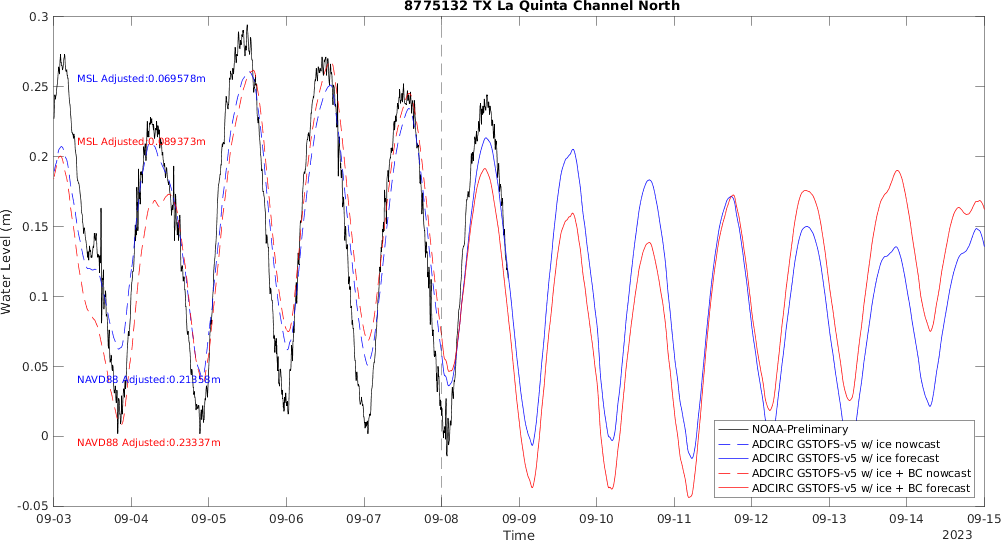 8775132 TX La Quinta Channel North
Water Level (m)
0.3
0.25
0.2
0.15
0.1
0.05
0
-0.05
MSL Adjusted:0.069578m
MSL Adjusted:0.089373m
NAVD88 Adjusted:0.21358m
NAVD88 Adjusted:0.23337m
NOAA-Preliminary
ADCIRC GSTOFS-v5 w/ ice nowcast
ADCIRC GSTOFS-v5 w/ ice forecast
ADCIRC GSTOFS-v5 w/ ice + BC nowcast
ADCIRC GSTOFS-v5 w/ ice + BC forecast
09-03 09-04 09-05 09-06 09-07 09-08 09-09 09-10 09-11 09-12 09-13 09-14 09-15
Time
2023